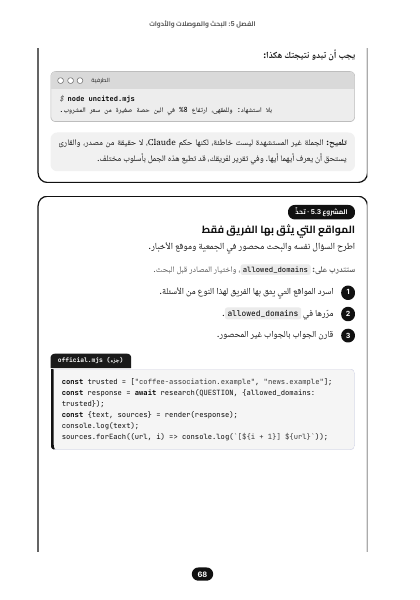 الفصل 5: البحث والموصلات والأدوات
يجب أن تبدو نتيجتك هكذا:
الطرفية
$ node uncited.mjs
بلا استشهاد: وللمقهى، ارتفاع 8% في البن حصة صغيرة من سعر المشروب.
تلميح: الجملة غير المستشهدة ليست خاطئة، لكنها حكم Claude، لا حقيقة من مصدر، والقارئ
يستحق أن يعرف أيهما أيها. وفي تقرير لفريقك، قد تطبع هذه الجمل بأسلوب مختلف.
المشروع 5.3 · تحدٍّ
المواقع التي يثق بها الفريق فقط
اطرح السؤال نفسه والبحث محصور في الجمعية وموقع الأخبار.
ستتدرب على: allowed_domains، واختيار المصادر قبل البحث.
1 اسرد المواقع التي يثق بها الفريق لهذا النوع من الأسئلة.
2 مرّرها في allowed_domains.
3 قارن الجواب بالجواب غير المحصور.
official.mjs (جزء)
const trusted = ["coffee-association.example", "news.example"];
const response = await research(QUESTION, {allowed_domains:
trusted});
const {text, sources} = render(response);
console.log(text);
sources.forEach((url, i) => console.log(`[${i + 1}] ${url}`));
68